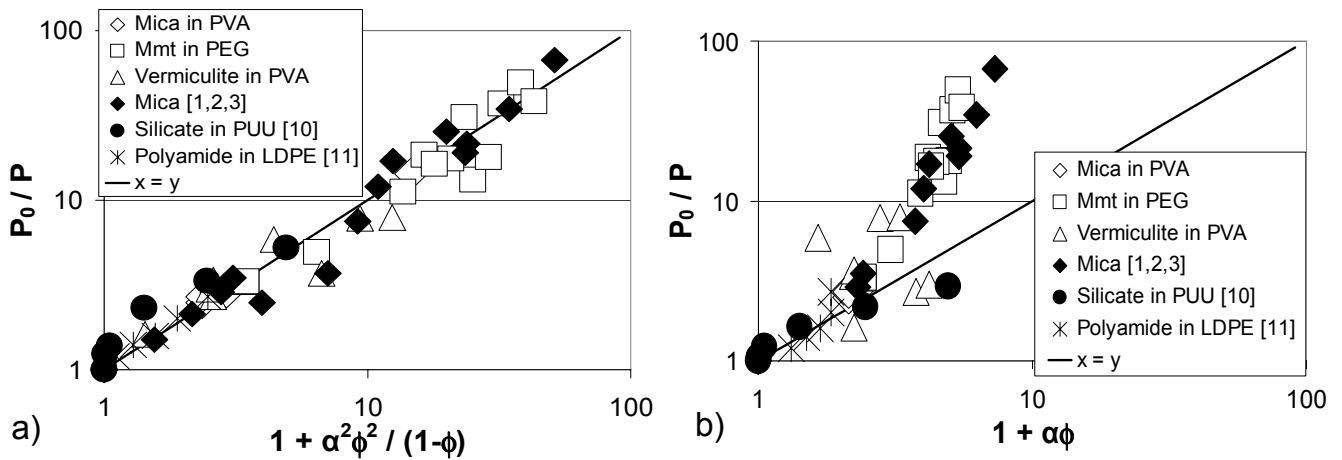 100
10
1
P₀ / P
◇ Mica in PVA
□ Mmt in PEG
△ Vermiculite in PVA
◆ Mica [1,2,3]
● Silicate in PUU [10]
Polyamide in LDPE [11]
x = y
1 10 100
a)
1 + α²ϕ² / (1-ϕ)
100
10
1
P₀ / P
◇ Mica in PVA
□ Mmt in PEG
△ Vermiculite in PVA
◆ Mica [1,2,3]
● Silicate in PUU [10]
Polyamide in LDPE [11]
x = y
1 10 100
b)
1 + αϕ